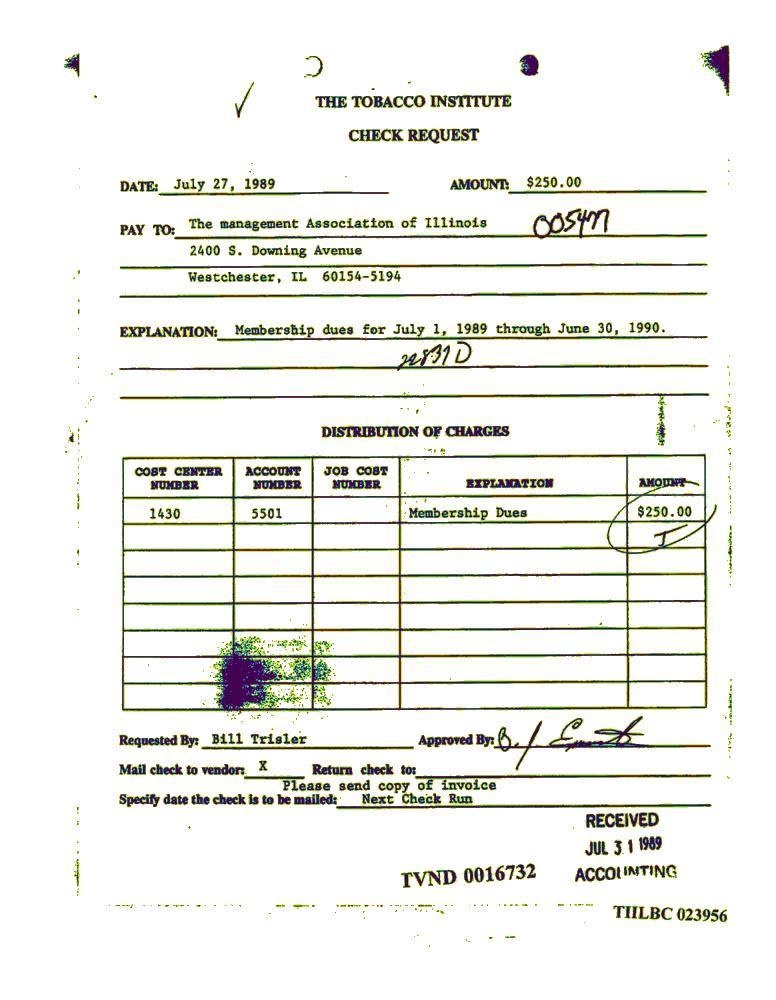 THE TOBACCO INSTITUTE
CHECK REQUEST
DATE: July 27, 1989 AMOUNT: $250.00
PAY TO: The management Association of Illinois
2400 S. Downing Avenue
Westchester, IL 60154-5194
EXPLANATION: Membership dues for July 1, 1989 through June 30, 1990.
DISTRIBUTION OF CHARGES
COST CENTER NUMBER ACCOUNT NUMBER JOB COST NUMBER EXPLANATION AMOUNT
1430 5501 Membership Dues $250.00
Requested By: Bill Trisler Approved By:
Mail check to vendor: X Return check to:
Please send copy of invoice
Specify date the check is to be mailed: Next Check Run
RECEIVED
JUL 31 1989
ACCOUNTING
TVND 0016732
TIILBC 023956